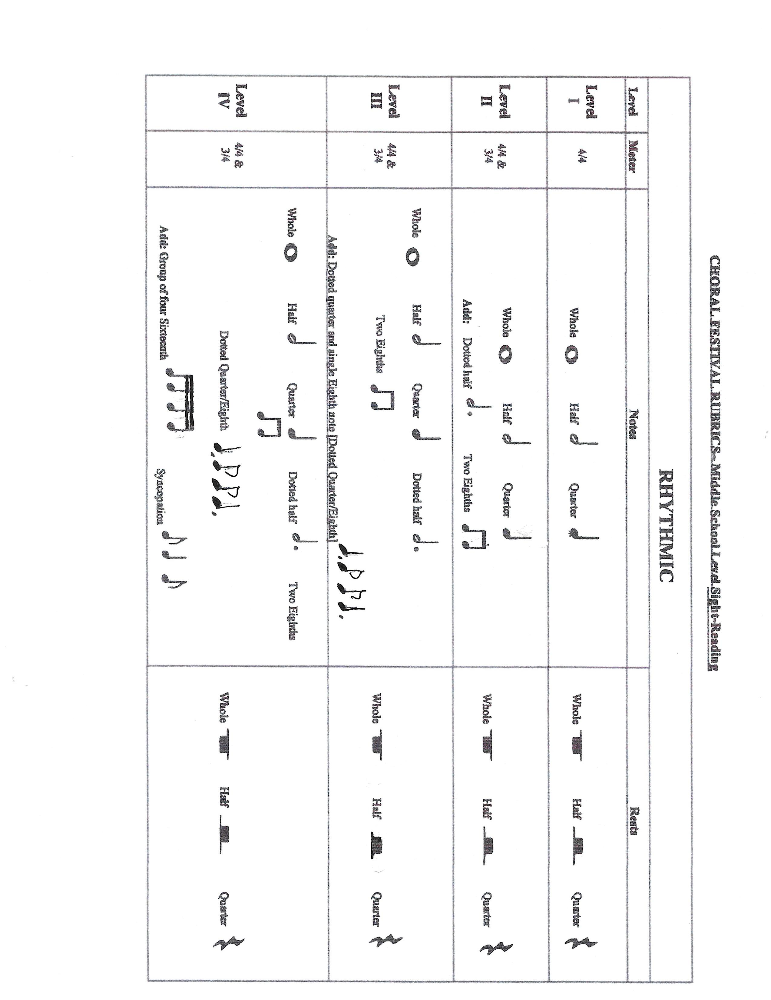 CHORAL FESTIVAL RUBRICS– Middle School Level Sight-Reading
RHYTHMIC
Level Meter Notes Rests
Level
I
4/4
Whole Half Quarter
Whole Half Quarter
Level
II
4/4 &
3/4
Whole Half Quarter
Add: Dotted half Two Eighths
Whole Half Quarter
Level
III
4/4 &
3/4
Whole Half Quarter Dotted half
Two Eighths
Add: Dotted quarter and single Eighth note [Dotted Quarter/Eighth]
Whole Half Quarter
Level
IV
4/4 &
3/4
Whole Half Quarter Dotted half Two Eighths
Dotted Quarter/Eighth
Add: Group of four Sixteenth Syncopation
Whole Half Quarter